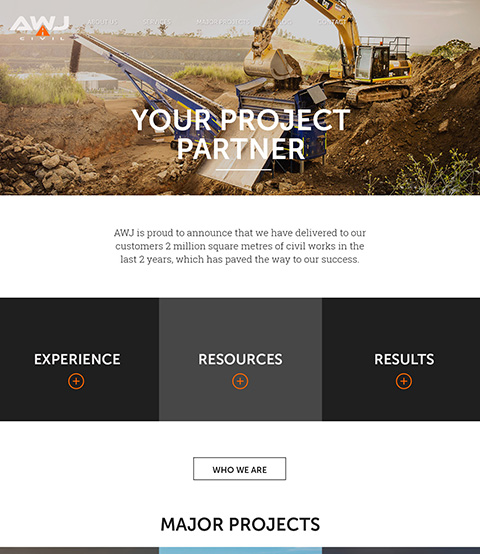 AWJ
CIVIL
ABOUT US SERVICES MAJOR PROJECTS BLOG CONTACT
YOUR PROJECT
PARTNER
AWJ is proud to announce that we have delivered to our
customers 2 million square metres of civil works in the
last 2 years, which has paved the way to our success.
EXPERIENCE RESOURCES RESULTS
WHO WE ARE
MAJOR PROJECTS